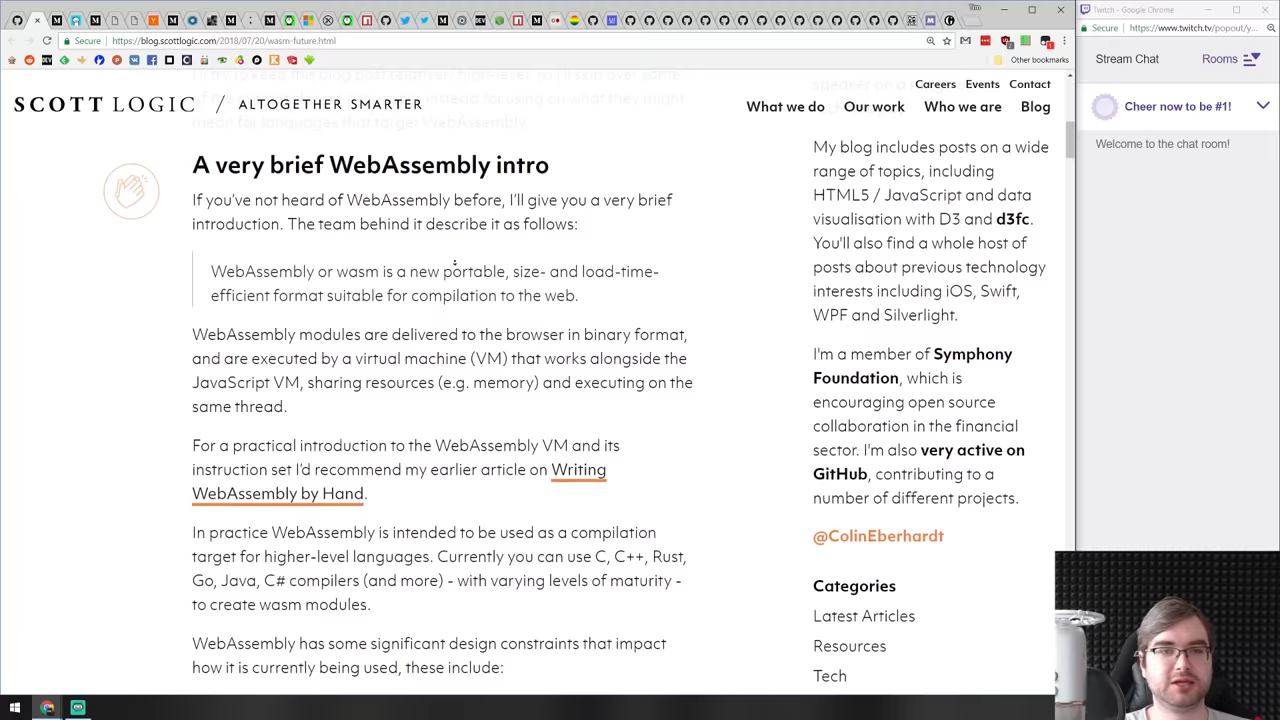 Twitch - Google Chrome
Secure
https://blog.scottlogic.com/2018/07/20/wasm-future.html
Secure
https://www.twitch.tv/popout/y...
Other bookmarks
SCOTT LOGIC / ALTOGETHER SMARTER
Careers Events Contact
What we do Our work Who we are Blog
mean for languages that target WebAssembly.
A very brief WebAssembly intro
If you've not heard of WebAssembly before, I'll give you a very brief
introduction. The team behind it describe it as follows:
WebAssembly or wasm is a new portable, size- and load-time-
efficient format suitable for compilation to the web.
WebAssembly modules are delivered to the browser in binary format,
and are executed by a virtual machine (VM) that works alongside the
JavaScript VM, sharing resources (e.g. memory) and executing on the
same thread.
For a practical introduction to the WebAssembly VM and its
instruction set I'd recommend my earlier article on Writing
WebAssembly by Hand.
In practice WebAssembly is intended to be used as a compilation
target for higher-level languages. Currently you can use C, C++, Rust,
Go, Java, C# compilers (and more) - with varying levels of maturity -
to create wasm modules.
WebAssembly has some significant design constraints that impact
how it is currently being used, these include:
My blog includes posts on a wide
range of topics, including
HTML5 / JavaScript and data
visualisation with D3 and d3fc.
You'll also find a whole host of
posts about previous technology
interests including iOS, Swift,
WPF and Silverlight.
I'm a member of Symphony
Foundation, which is
encouraging open source
collaboration in the financial
sector. I'm also very active on
GitHub, contributing to a
number of different projects.
@ColinEberhardt
Categories
Latest Articles
Resources
Tech
Stream Chat
Rooms
Cheer now to be #1!
Welcome to the chat room!